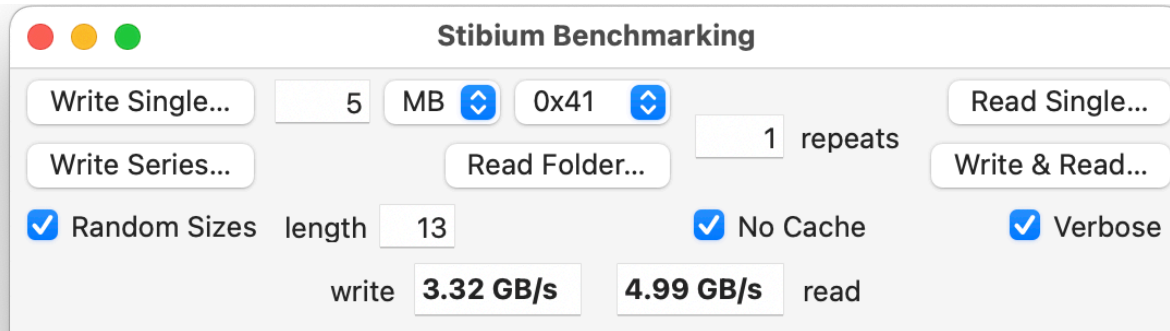 Stibium Benchmarking
Write Single... 5 MB 0x41 Read Single...
1 repeats
Write Series... Read Folder... Write & Read...
Random Sizes length 13 No Cache Verbose
write 3.32 GB/s 4.99 GB/s read